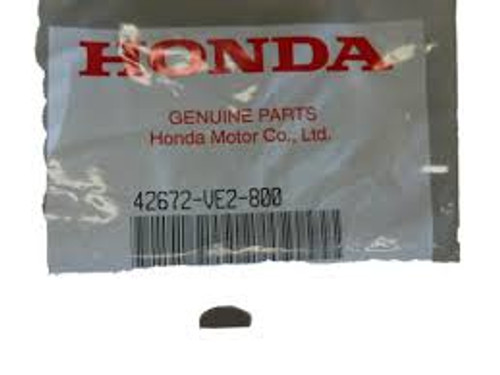 HONDA
GENUINE PARTS
Honda Motor Co., Ltd.
42672-VE2-800